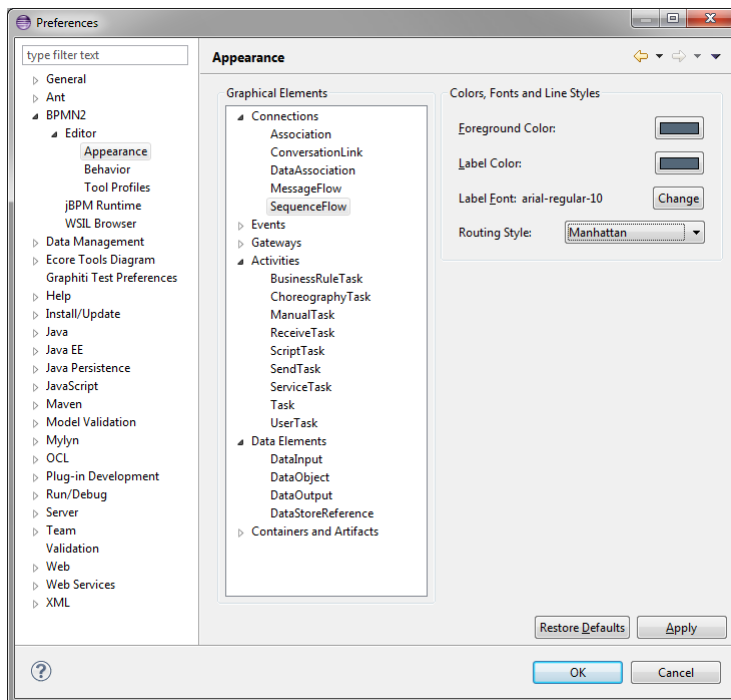 Preferences
type filter text
General
Ant
BPMN2
Editor
Appearance
Behavior
Tool Profiles
jBPM Runtime
WSIL Browser
Data Management
Ecore Tools Diagram
Graphiti Test Preferences
Help
Install/Update
Java
Java EE
Java Persistence
JavaScript
Maven
Model Validation
Mylyn
OCL
Plug-in Development
Run/Debug
Server
Team
Validation
Web
Web Services
XML
Appearance
Graphical Elements
Connections
Association
ConversationLink
DataAssociation
MessageFlow
SequenceFlow
Events
Gateways
Activities
BusinessRuleTask
ChoreographyTask
ManualTask
ReceiveTask
ScriptTask
SendTask
ServiceTask
Task
UserTask
Data Elements
DataInput
DataObject
DataOutput
DataStoreReference
Containers and Artifacts
Colors, Fonts and Line Styles
Foreground Color:
Label Color:
Label Font: arial-regular-10 Change
Routing Style: Manhattan
Restore Defaults Apply
? OK Cancel